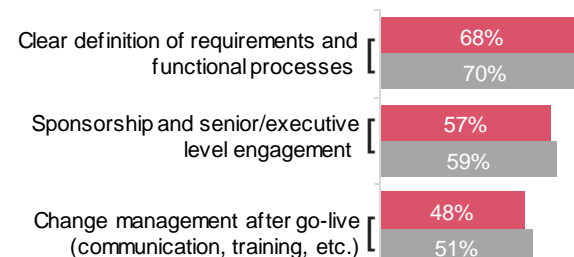 Clear definition of requirements and
functional processes
68%
70%
Sponsorship and senior/executive
level engagement
57%
59%
Change management after go-live
(communication, training, etc.)
48%
51%